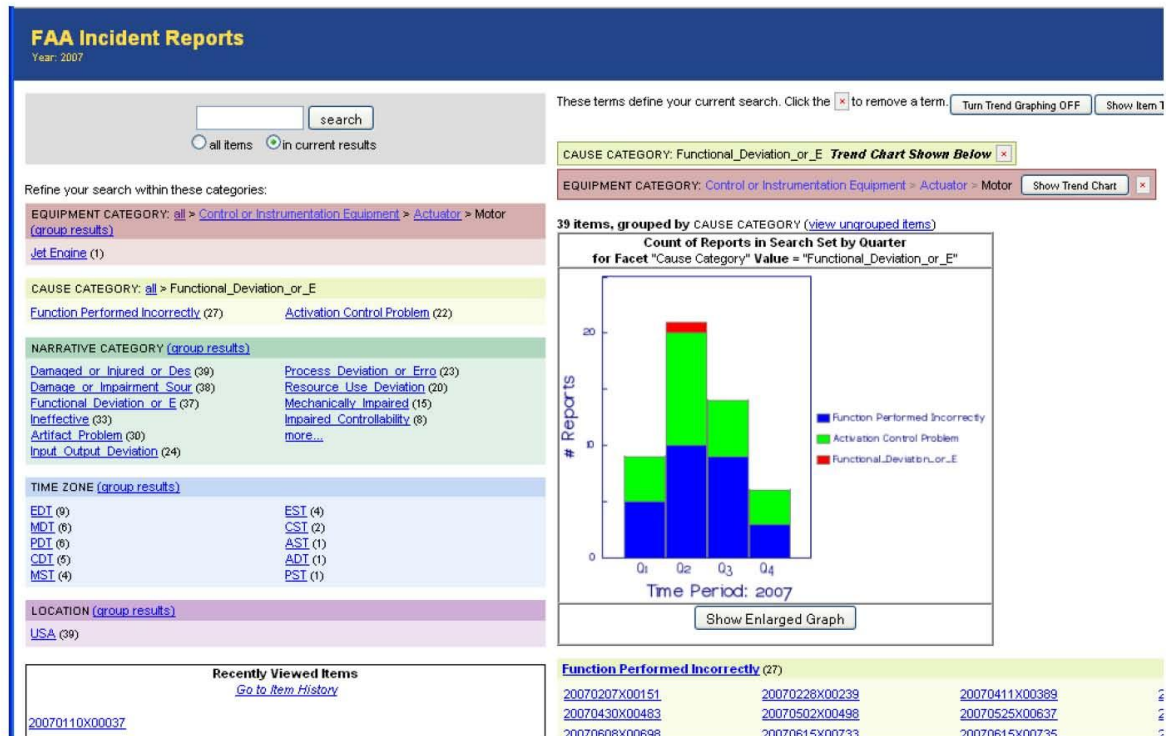 FAA Incident Reports
Year: 2007
search
all items in current results
Refine your search within these categories:
EQUIPMENT CATEGORY: all > Control or Instrumentation Equipment > Actuator > Motor
(group results)
Jet Engine (1)
CAUSE CATEGORY: all > Functional_Deviation_or_E
Function Performed Incorrectly (27) Activation Control Problem (22)
NARRATIVE CATEGORY (group results)
Damaged or Injured or Des (39) Process Deviation or Erro (23)
Damage or Impairment Sour (38) Resource Use Deviation (20)
Functional Deviation or E (37) Mechanically Impaired (15)
Ineffective (33) Impaired Controllability (8)
Artifact Problem (30) more...
Input Output Deviation (24)
TIME ZONE (group results)
EDT (9) EST (4)
MDT (6) CST (2)
PDT (6) AST (1)
CDT (5) ADT (1)
MST (4) PST (1)
LOCATION (group results)
USA (39)
Recently Viewed Items
Go to Item History
20070110X00037
These terms define your current search. Click the × to remove a term. Turn Trend Graphing OFF Show Item
CAUSE CATEGORY: Functional_Deviation_or_E Trend Chart Shown Below ×
EQUIPMENT CATEGORY: Control or Instrumentation Equipment > Actuator > Motor Show Trend Chart ×
39 items, grouped by CAUSE CATEGORY (view ungrouped items)
Count of Reports in Search Set by Quarter
for Facet "Cause Category" Value = "Functional_Deviation_or_E"
# Reports
20
10
0
Q1 Q2 Q3 Q4
Time Period: 2007
Function Performed Incorrectly
Activation Control Problem
Functional_Deviation_or_E
Show Enlarged Graph
Function Performed Incorrectly (27)
20070207X00151 20070228X00239 20070411X00389
20070430X00483 20070502X00498 20070525X00637
20070608X00698 20070615X00733 20070615X00735